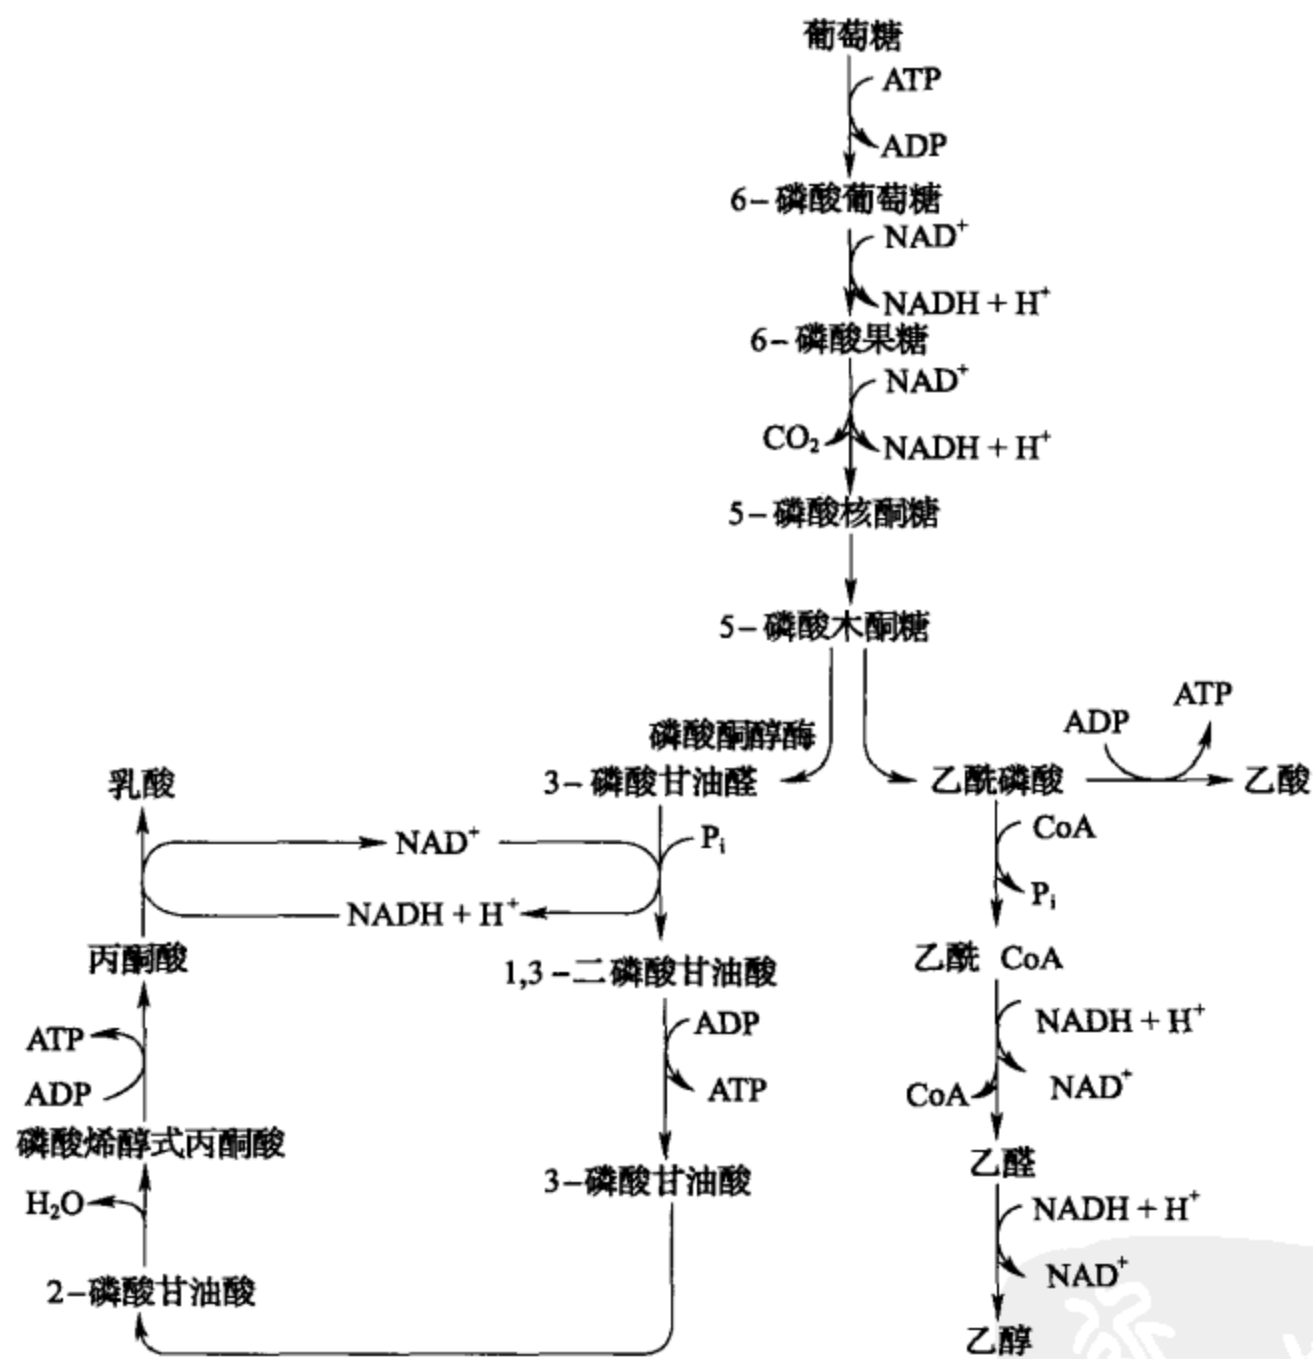 葡萄糖
ATP
ADP
6-磷酸葡萄糖
NAD⁺
NADH + H⁺
6-磷酸果糖
NAD⁺
CO₂
NADH + H⁺
5-磷酸核酮糖
5-磷酸木酮糖
磷酸酮醇酶
3-磷酸甘油醛
乙酰磷酸
ADP
ATP
乙酸
乳酸
NAD⁺
Pᵢ
CoA
NADH + H⁺
Pᵢ
丙酮酸
1,3-二磷酸甘油酸
乙酰 CoA
ATP
ADP
ADP
ATP
NADH + H⁺
CoA
NAD⁺
磷酸烯醇式丙酮酸
3-磷酸甘油酸
乙醛
H₂O
NADH + H⁺
2-磷酸甘油酸
NAD⁺
乙醇